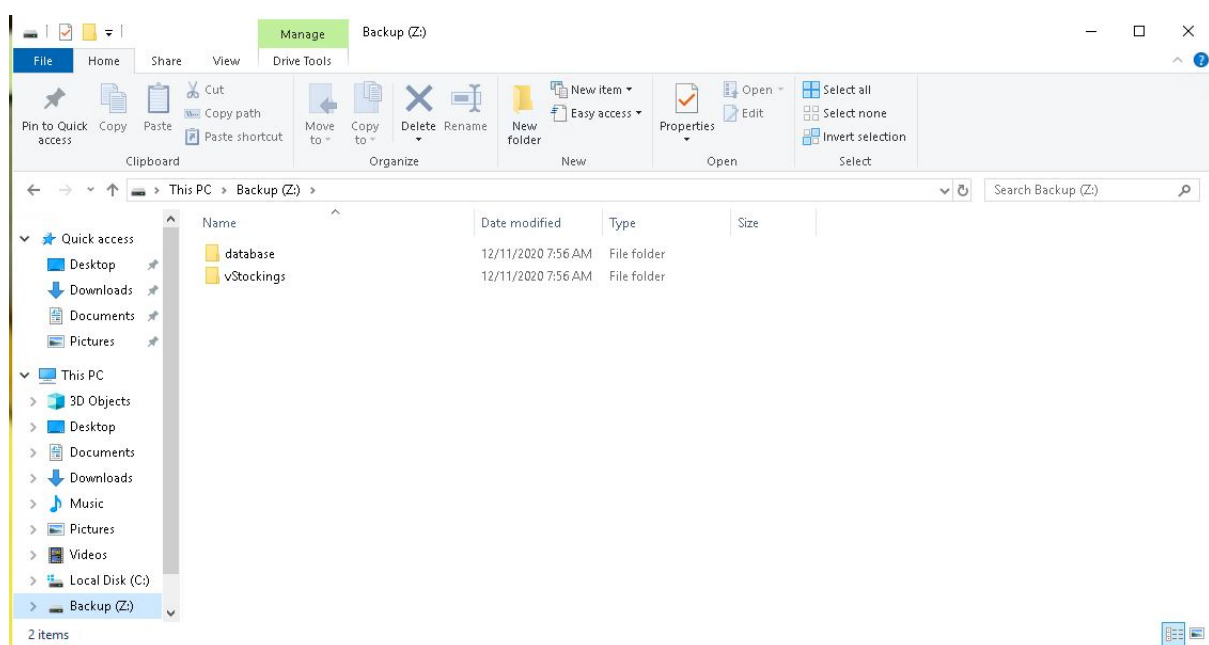 Manage Backup (Z:)
File Home Share View Drive Tools
Pin to Quick access
Copy
Paste
Cut
Copy path
Paste shortcut
Clipboard
Move to
Copy to
Delete
Rename
Organize
New folder
New item
Easy access
New
Properties
Open
Edit
Open
Select all
Select none
Invert selection
Select
This PC > Backup (Z:) >
Search Backup (Z:)
Name Date modified Type Size
database 12/11/2020 7:56 AM File folder
vStockings 12/11/2020 7:56 AM File folder
Quick access
Desktop
Downloads
Documents
Pictures
This PC
3D Objects
Desktop
Documents
Downloads
Music
Pictures
Videos
Local Disk (C:)
Backup (Z:)
2 items